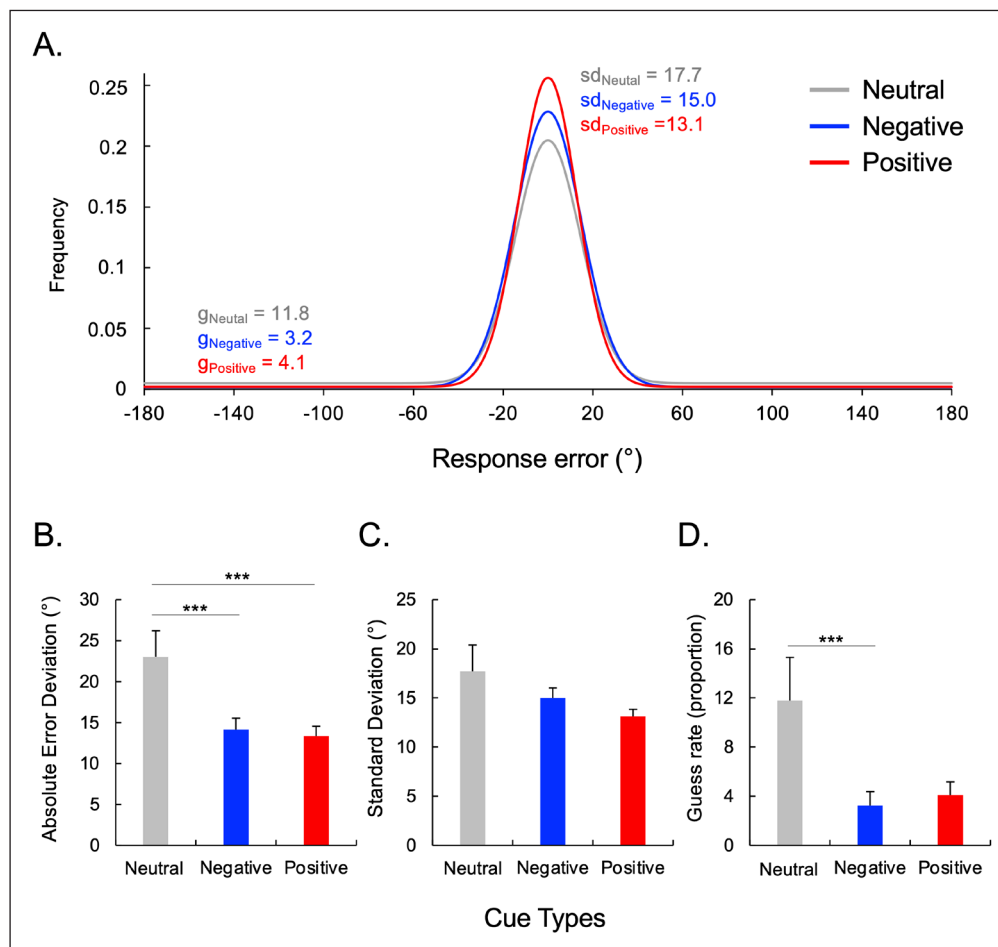 A.
sdNeutal = 17.7
sdNegative = 15.0
sdPositive =13.1
Neutral
Negative
Positive
0.25
0.2
0.15
0.1
0.05
0
Frequency
gNeutal = 11.8
gNegative = 3.2
gPositive = 4.1
-180 -140 -100 -60 -20 20 60 100 140 180
Response error (°)
B.
***
***
30
25
20
15
10
5
0
Absolute Error Deviation (°)
Neutral Negative Positive
C.
25
20
15
10
5
0
Standard Deviation (°)
Neutral Negative Positive
D.
***
16
12
8
4
0
Guess rate (proportion)
Neutral Negative Positive
Cue Types